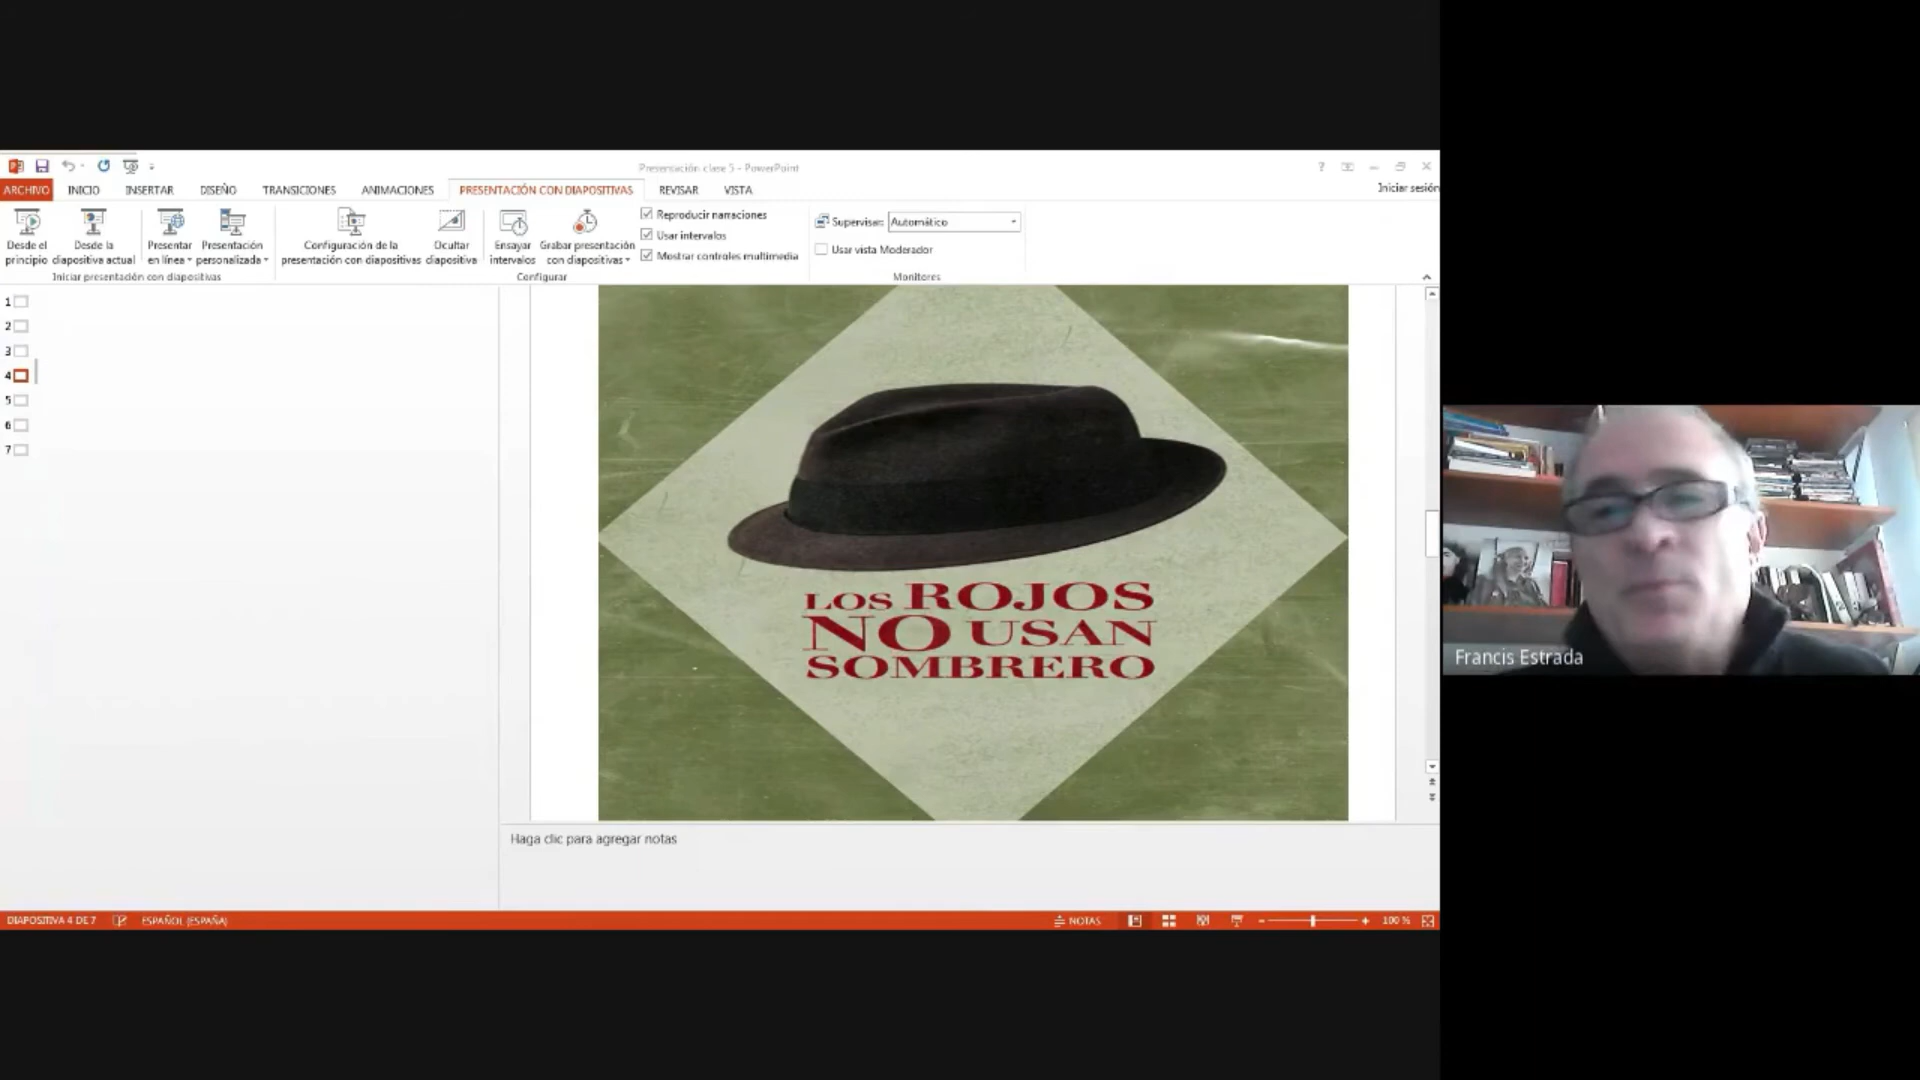 Presentación clase 5 - PowerPoint
?
ARCHIVO INICIO INSERTAR DISEÑO TRANSICIONES ANIMACIONES PRESENTACIÓN CON DIAPOSITIVAS REVISAR VISTA
Iniciar sesión
Desde el principio
Desde la diapositiva actual
Presentar en línea
Presentación personalizada
Iniciar presentación con diapositivas
Configuración de la presentación con diapositivas
Ocultar diapositiva
Ensayar intervalos
Grabar presentación con diapositivas
Reproducir narraciones
Usar intervalos
Mostrar controles multimedia
Configurar
Supervisar: Automático
Usar vista Moderador
Monitores
1
2
3
4
5
6
7
LOS ROJOS
NO USAN
SOMBRERO
Haga clic para agregar notas
DIAPOSITIVA 4 DE 7 ESPAÑOL (ESPAÑA) NOTAS 100 %
Francis Estrada